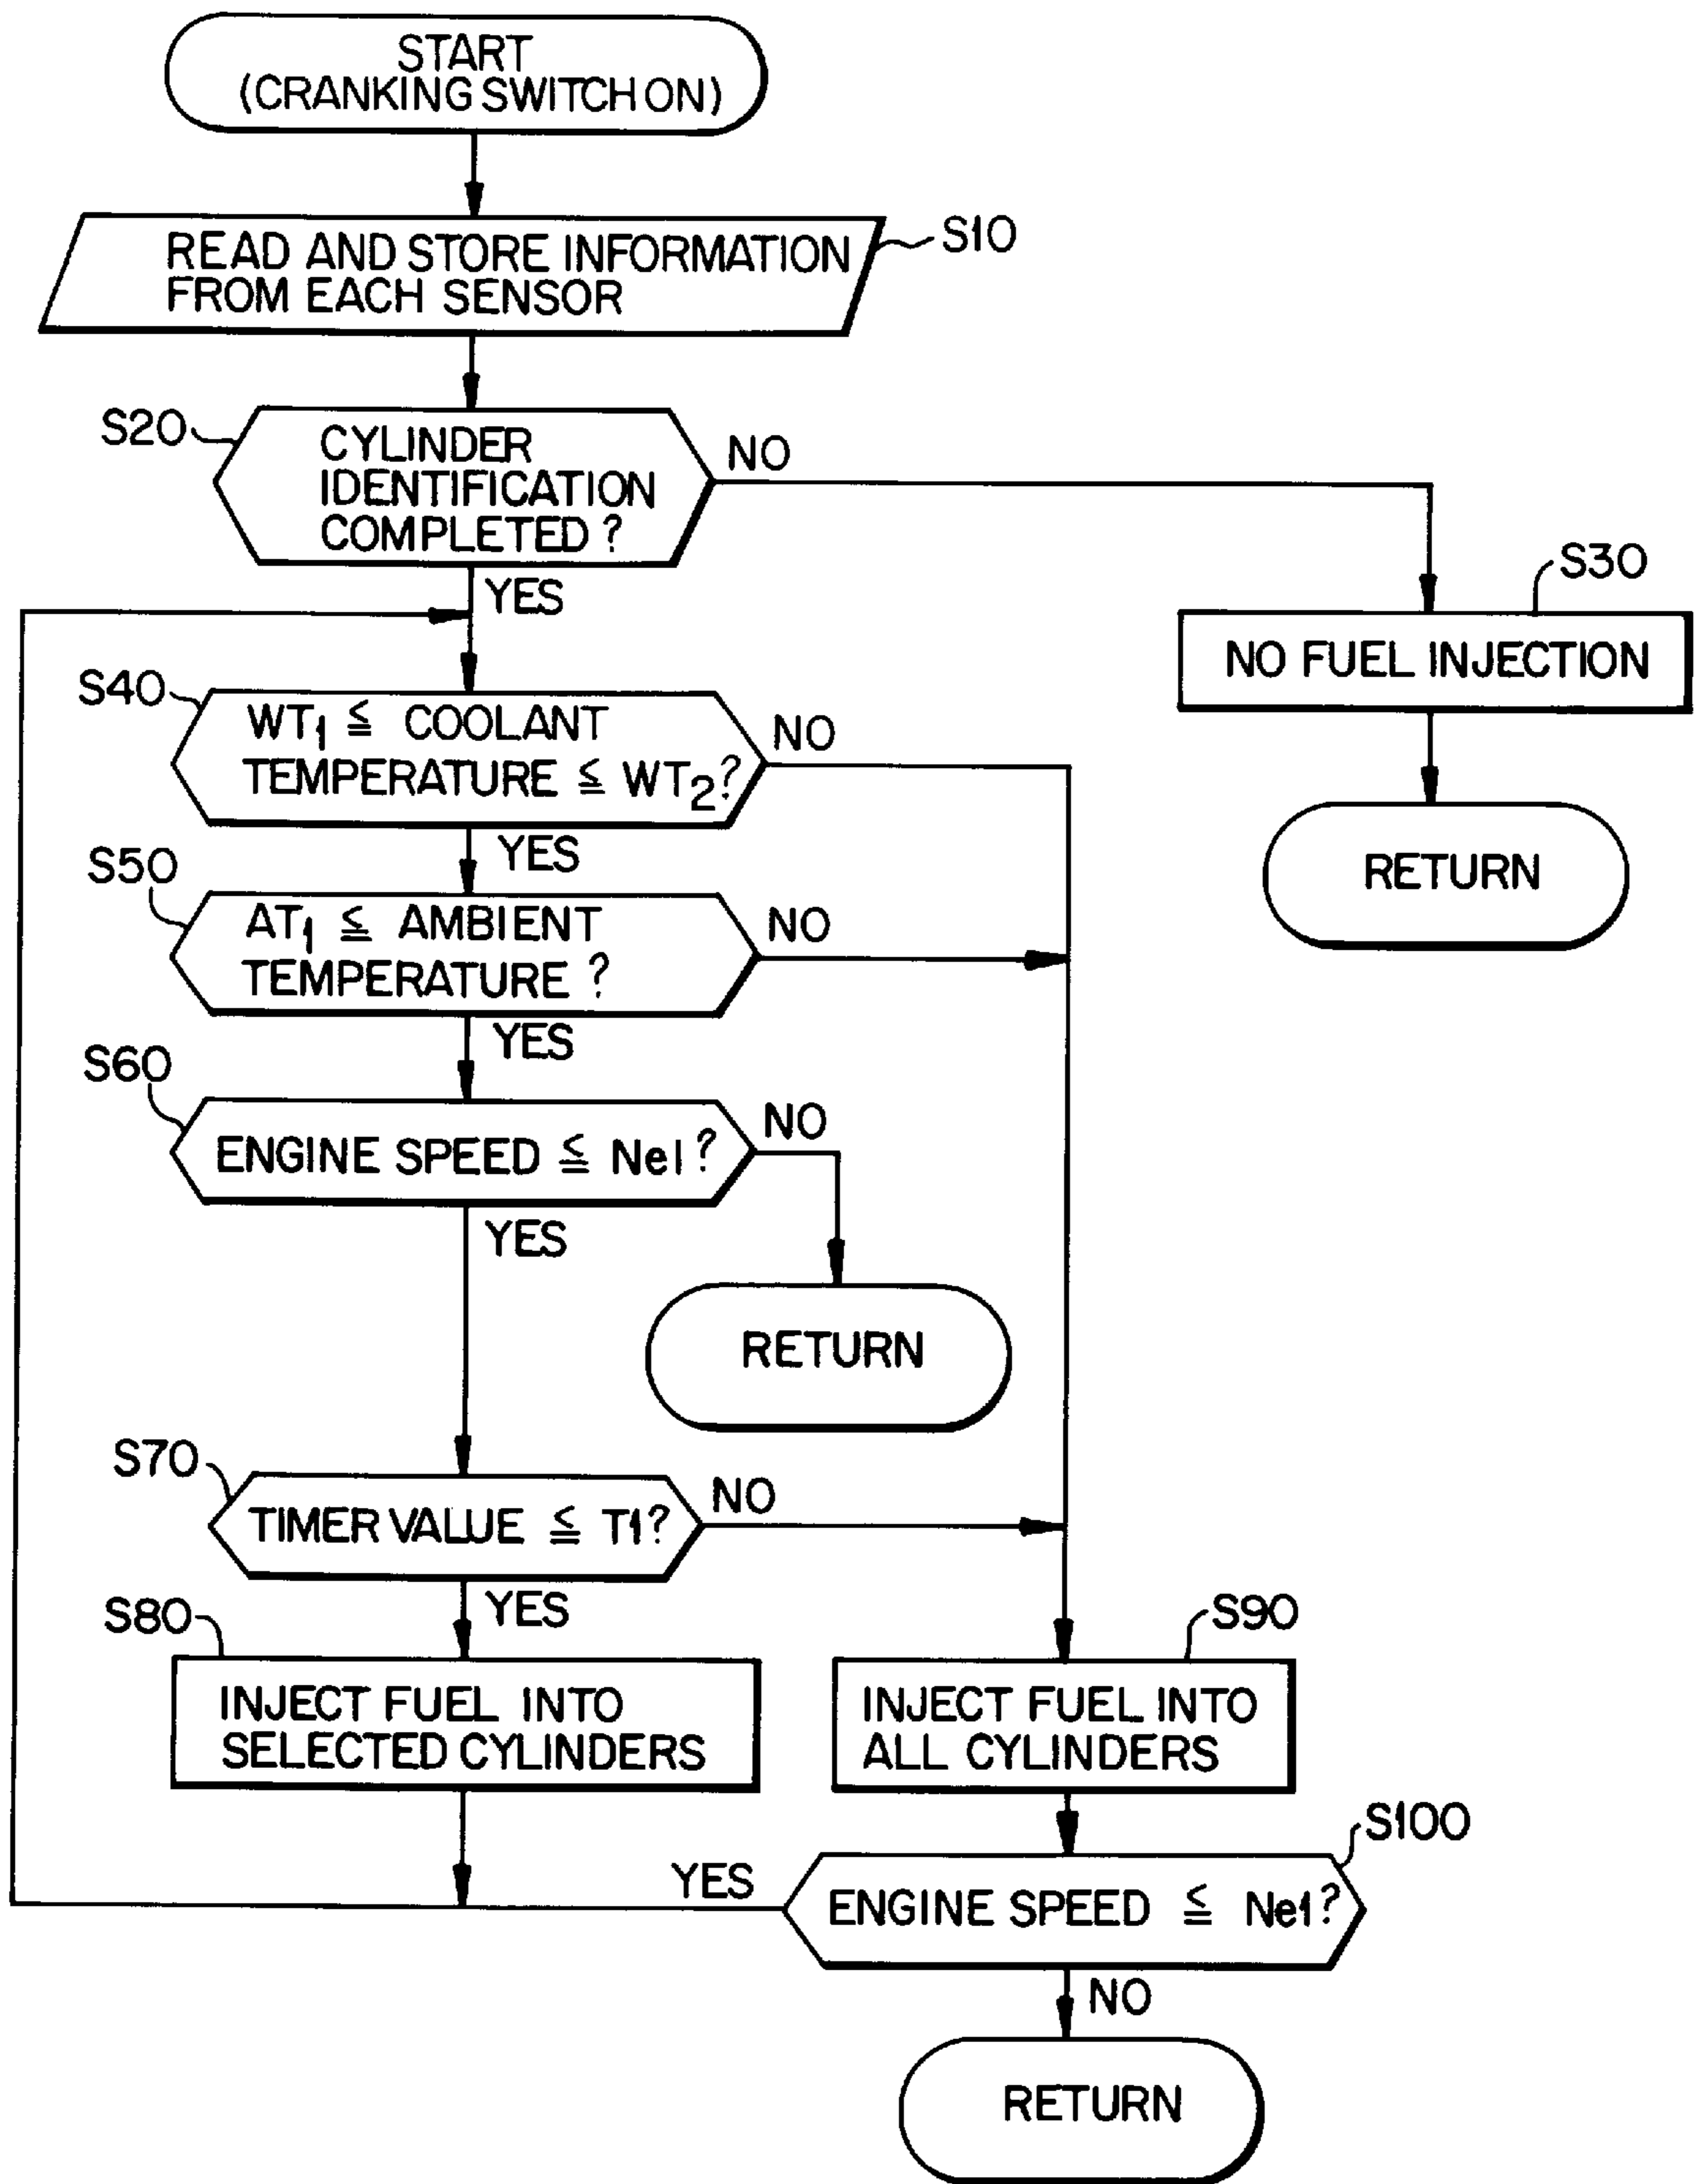 START
(CRANKING SWITCH ON)
READ AND STORE INFORMATION
FROM EACH SENSOR
S10
S20
CYLINDER
IDENTIFICATION
COMPLETED ?
NO
YES
S30
NO FUEL INJECTION
RETURN
S40
WT1 ≦ COOLANT
TEMPERATURE ≦ WT2?
NO
YES
S50
AT1 ≦ AMBIENT
TEMPERATURE ?
NO
YES
S60
ENGINE SPEED ≦ Ne1?
NO
YES
RETURN
S70
TIMER VALUE ≦ T1?
NO
YES
S80
INJECT FUEL INTO
SELECTED CYLINDERS
S90
INJECT FUEL INTO
ALL CYLINDERS
S100
YES
ENGINE SPEED ≦ Ne1?
NO
RETURN